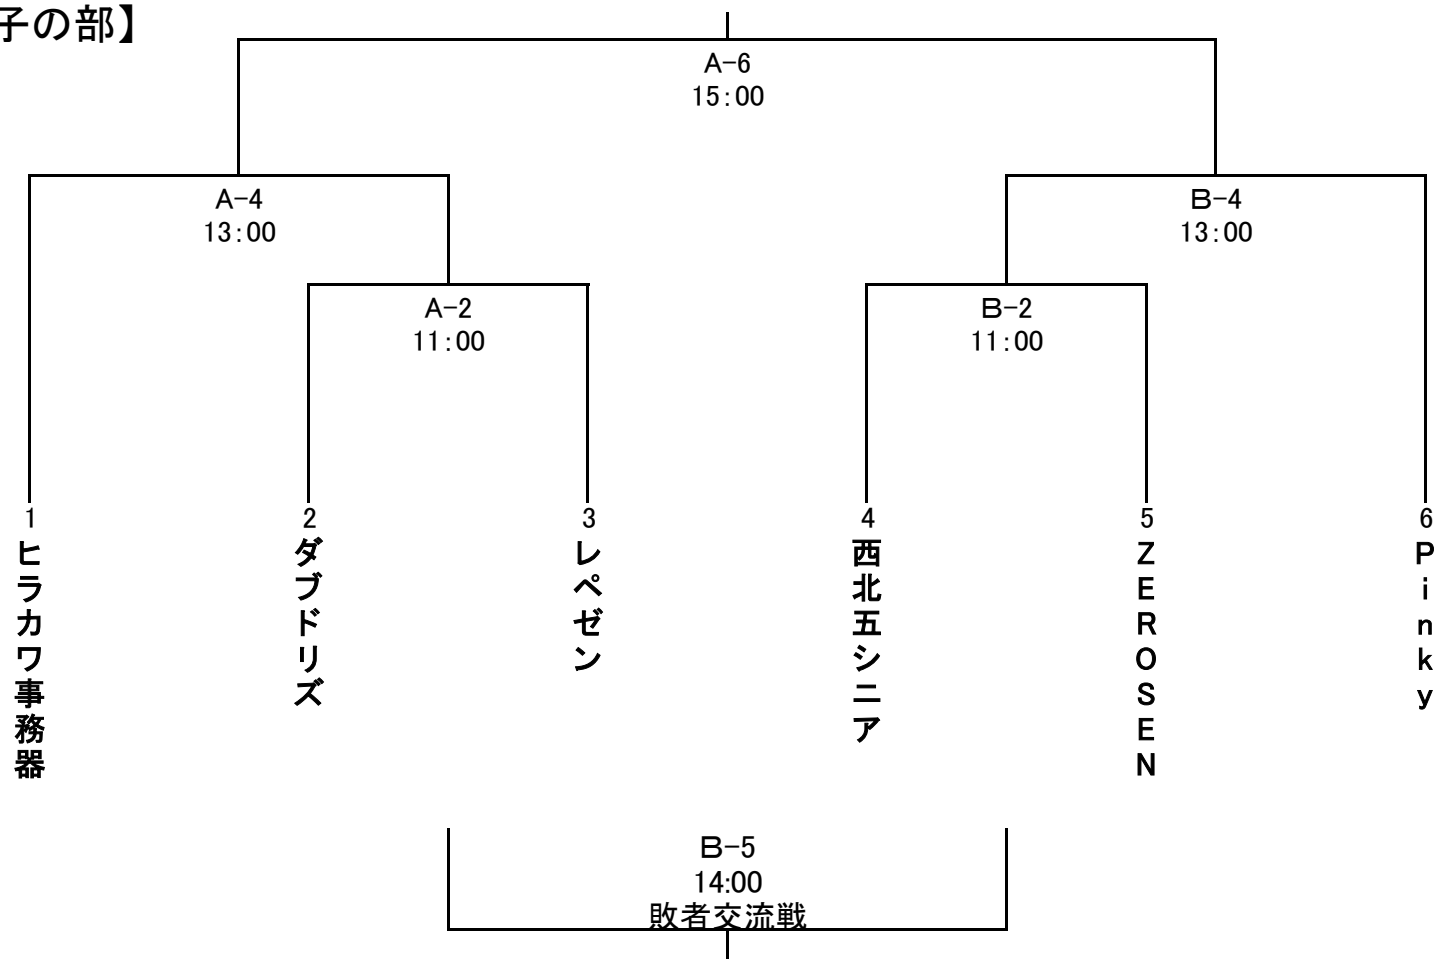 子の部】
A-6
15:00
A-4
13:00
B-4
13:00
A-2
11:00
B-2
11:00
1
ヒラカワ事務器
2
ダブドリズ
3
レペゼン
4
西北五シニア
5
ZEROSEN
6
Pinky
B-5
14:00
敗者交流戦